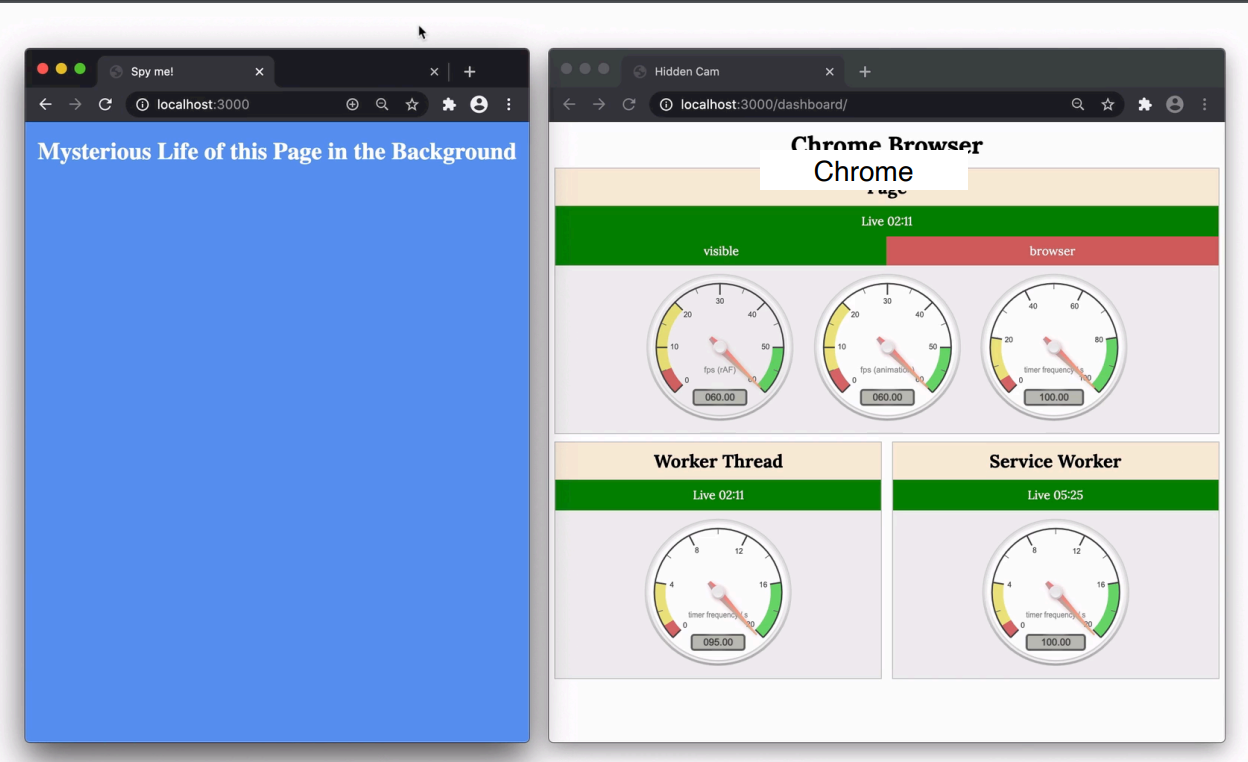 Spy me!
localhost:3000
Mysterious Life of this Page in the Background
Hidden Cam
localhost:3000/dashboard/
Chrome Browser
Chrome
Page
Live 02:11
visible
browser
0
10
20
30
40
50
60
fps (rAF)
060.00
0
10
20
30
40
50
60
fps (animation)
060.00
0
20
40
60
80
100
timer frequency/s
100.00
Worker Thread
Live 02:11
0
4
8
12
16
20
timer frequency/s
095.00
Service Worker
Live 05:25
0
4
8
12
16
20
timer frequency/s
100.00